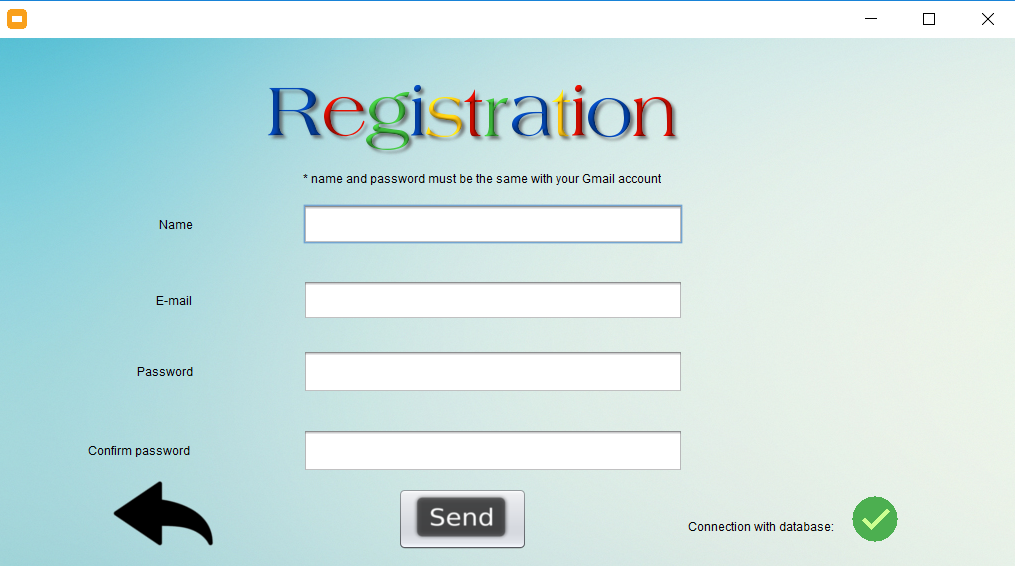 Registration
* name and password must be the same with your Gmail account
Name
E-mail
Password
Confirm password
Send
Connection with database: